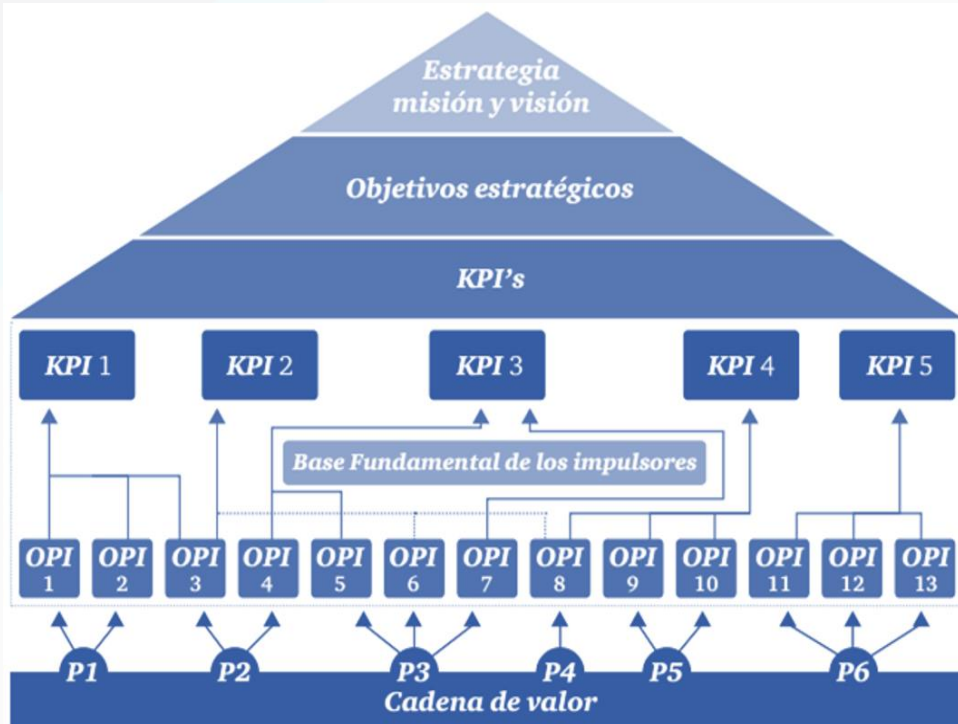 Estrategia
misión y visión
Objetivos estratégicos
KPI's
KPI 1
KPI 2
KPI 3
KPI 4
KPI 5
Base Fundamental de los impulsores
OPI
1
OPI
2
OPI
3
OPI
4
OPI
5
OPI
6
OPI
7
OPI
8
OPI
9
OPI
10
OPI
11
OPI
12
OPI
13
P1
P2
P3
P4
P5
P6
Cadena de valor